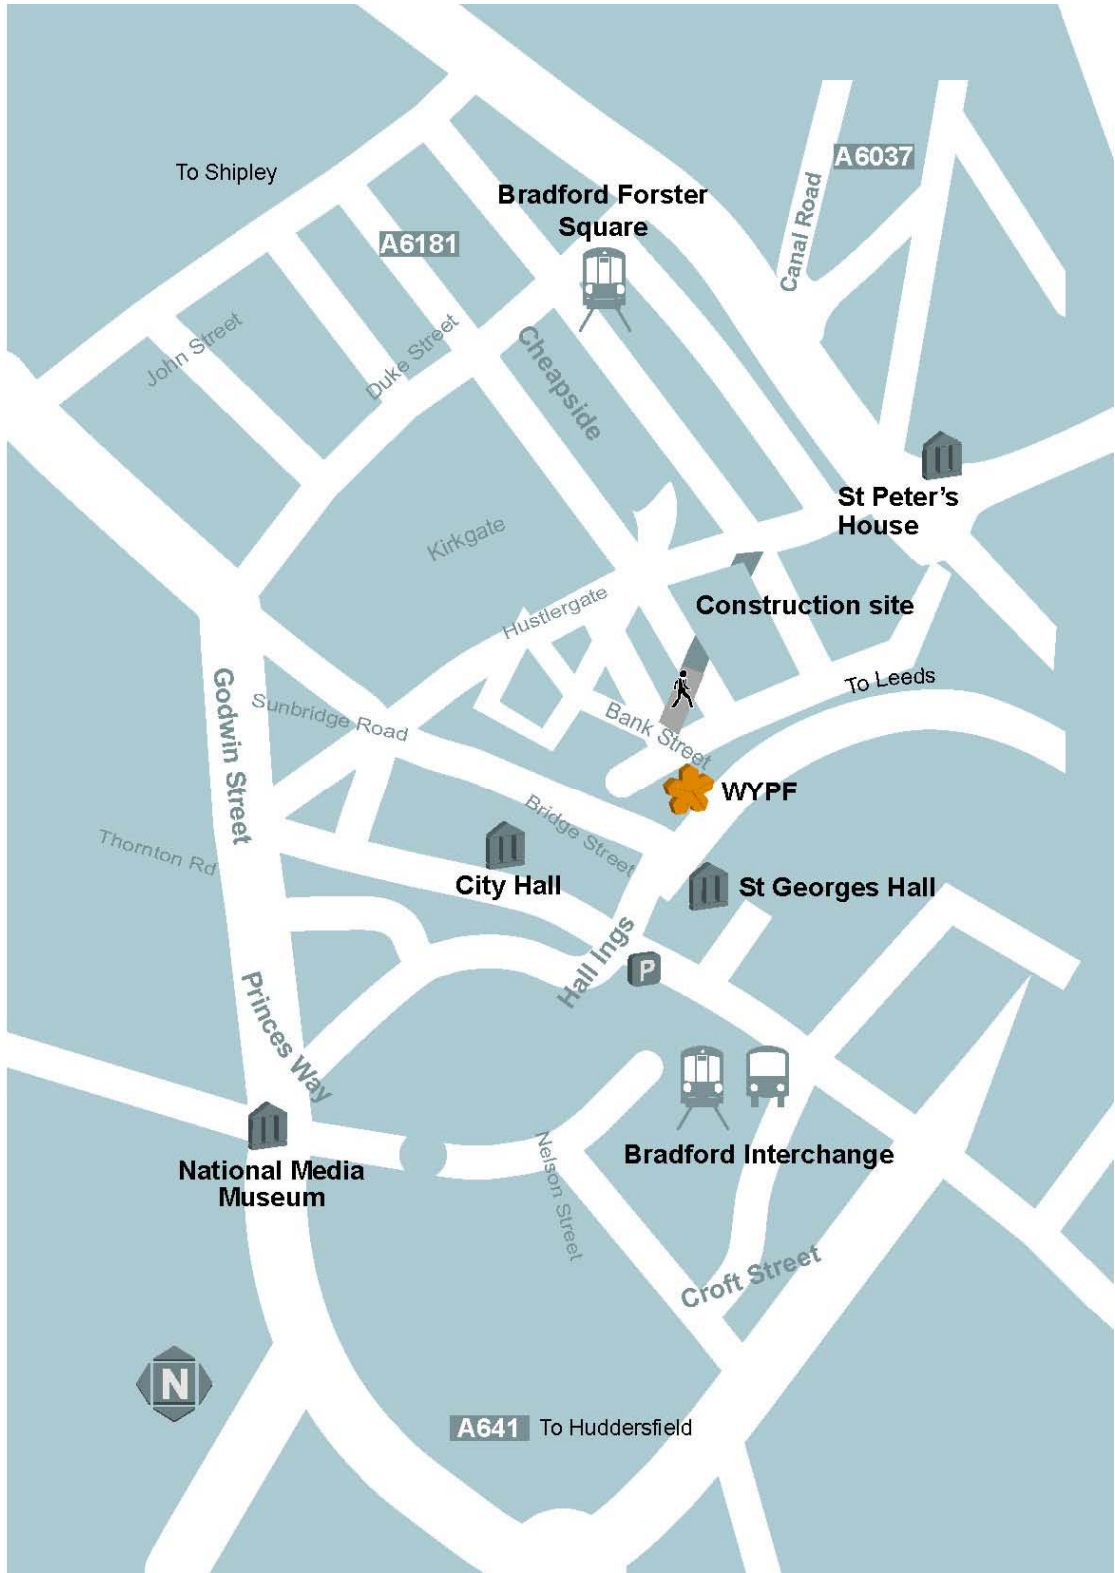 To Shipley
A6037
Canal Road
Bradford Forster
Square
A6181
John Street
Duke Street
Cheapside
St Peter's
House
Kirkgate
Hustlergate
Construction site
To Leeds
Godwin Street
Sunbridge Road
Bank Street
WYPF
Bridge Street
Thornton Rd
City Hall
St Georges Hall
Hall Ings
P
Princes Way
National Media
Museum
Nelson Street
Bradford Interchange
Croft Street
N
A641 To Huddersfield